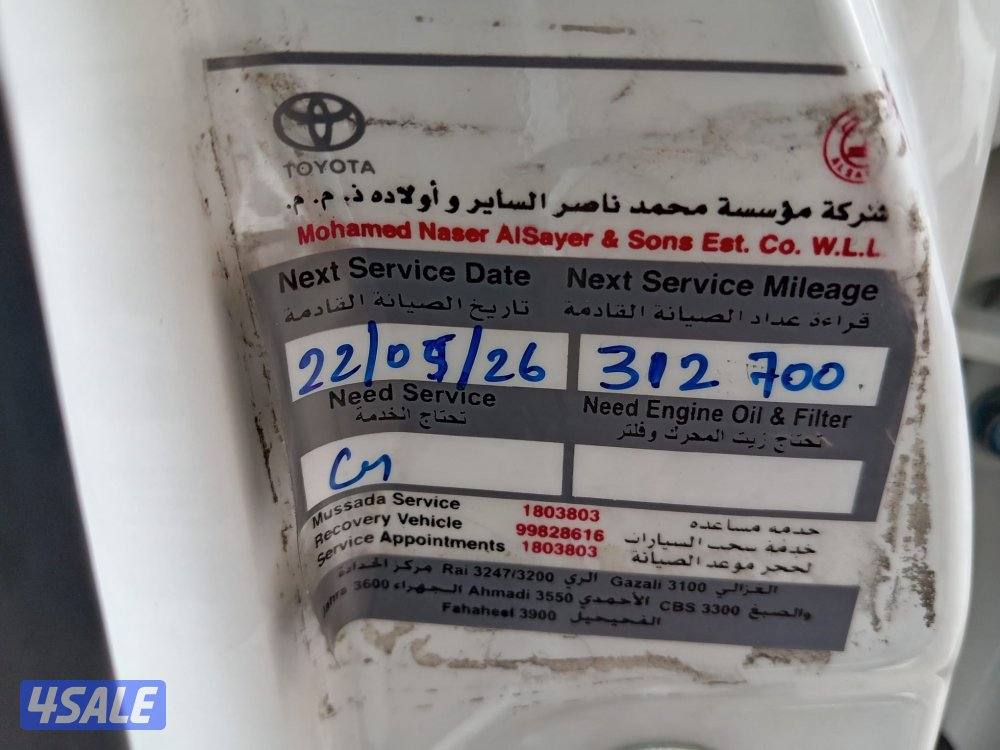 TOYOTA
شركة مؤسسة محمد ناصر الساير و أولاده ذ. م. م.
Mohamed Naser AlSayer & Sons Est. Co. W.L.L
Next Service Date Next Service Mileage
تاريخ الصيانة القادمة قراءة عداد الصيانة القادمة
22/05/26 312 700
Need Service Need Engine Oil & Filter
تحتاج الخدمة تحتاج زيت المحرك وفلتر
Mussada Service 1803803 خدمه مساعده
Recovery Vehicle 99828616 خدمة سحب السيارات
Service Appointments 1803803 لحجز موعد الصيانة
الغزالي Gazali 3100 الري Rai 3247/3200 مركز الحدادة
والصبغ CBS 3300 الأحمدي Ahmadi 3550 الجهراء Jahra 3600
الفحيحيل Fahaheel 3900
4SALE